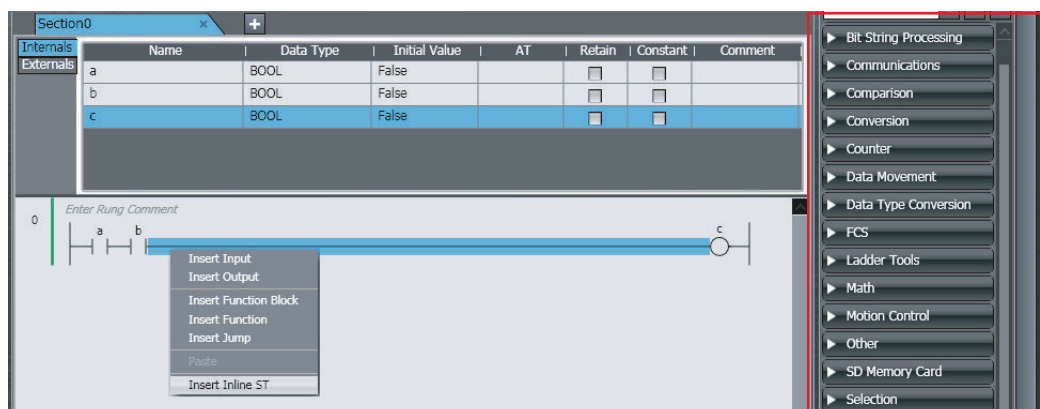 Section0 × +
Internals
Externals
Name Data Type Initial Value AT Retain Constant Comment
a BOOL False
b BOOL False
c BOOL False
Enter Rung Comment
0
a b c
Insert Input
Insert Output
Insert Function Block
Insert Function
Insert Jump
Paste
Insert Inline ST
Bit String Processing
Communications
Comparison
Conversion
Counter
Data Movement
Data Type Conversion
FCS
Ladder Tools
Math
Motion Control
Other
SD Memory Card
Selection